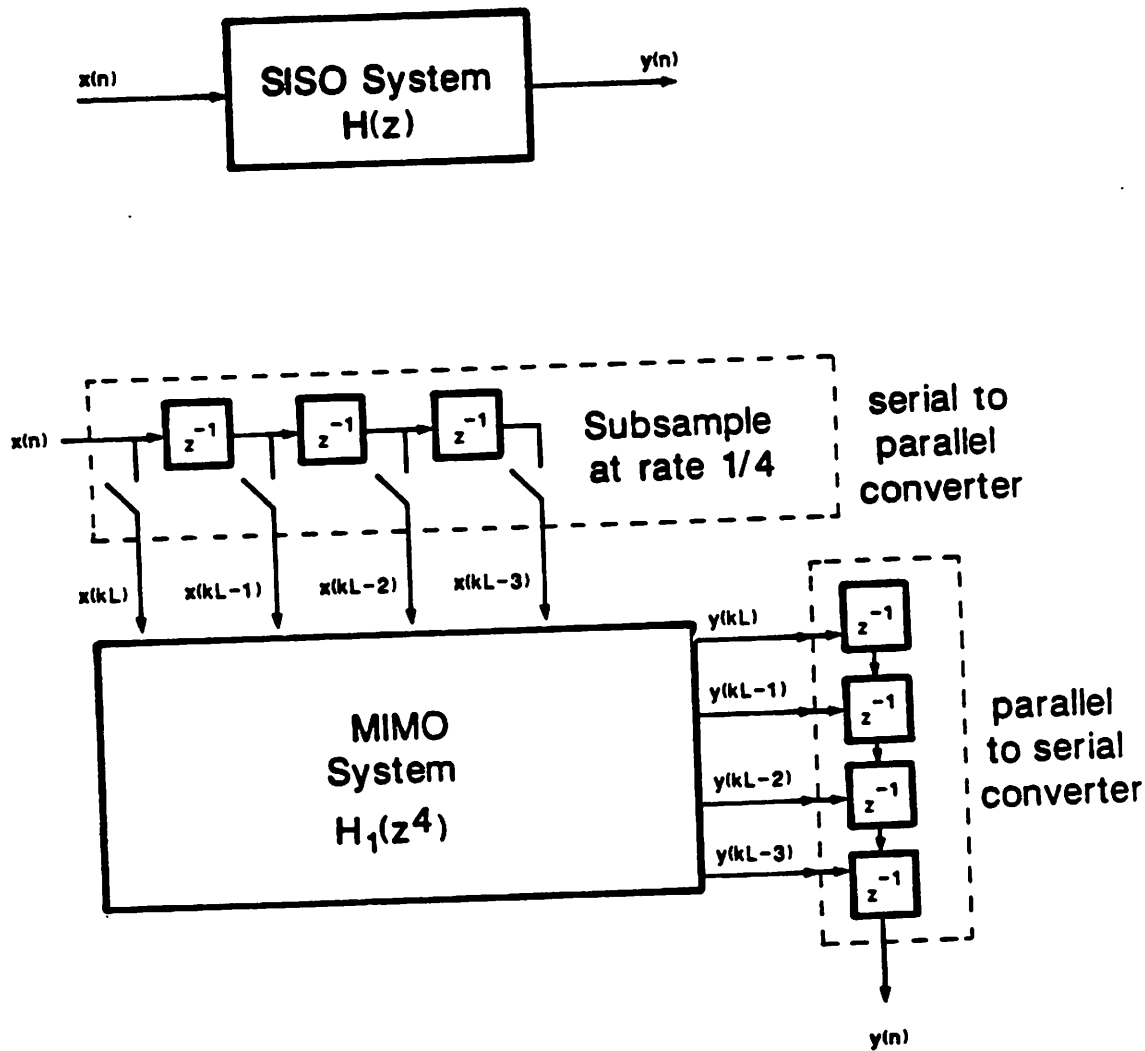 x(n)
SISO System
H(z)
y(n)
x(n)
z⁻¹
z⁻¹
z⁻¹
Subsample
at rate 1/4
serial to
parallel
converter
x(kL)
x(kL-1)
x(kL-2)
x(kL-3)
MIMO
System
H₁(z⁴)
y(kL)
y(kL-1)
y(kL-2)
y(kL-3)
z⁻¹
z⁻¹
z⁻¹
z⁻¹
parallel
to serial
converter
y(n)